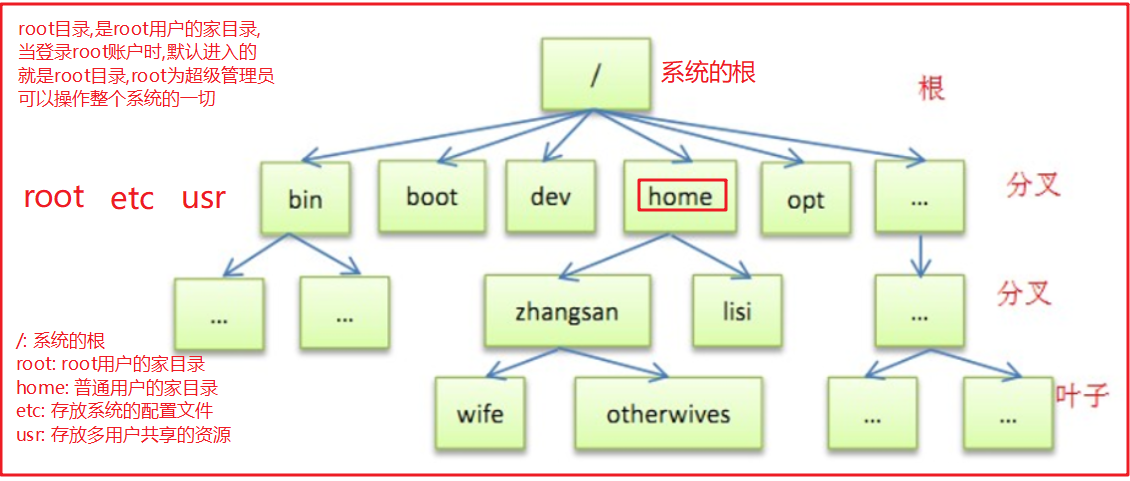 root目录,是root用户的家目录,
当登录root账户时,默认进入的
就是root目录,root为超级管理员
可以操作整个系统的一切
/
系统的根
根
root etc usr
bin
boot
dev
home
opt
...
分叉
...
...
zhangsan
lisi
...
分叉
/: 系统的根
root: root用户的家目录
home: 普通用户的家目录
etc: 存放系统的配置文件
usr: 存放多用户共享的资源
wife
otherwives
...
...
叶子